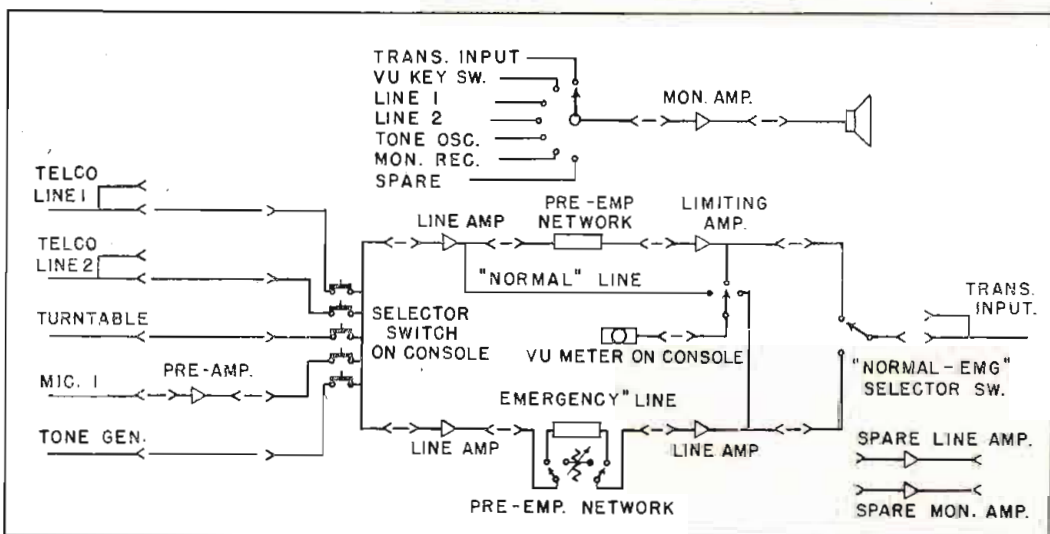 TRANS. INPUT
VU KEY SW.
LINE 1
LINE 2
TONE OSC.
MON. REC.
SPARE
MON. AMP.
TELCO
LINE 1
TELCO
LINE 2
TURNTABLE
MIC. 1
PRE-AMP.
TONE GEN.
SELECTOR
SWITCH
ON CONSOLE
LINE AMP
PRE-EMP
NETWORK
LIMITING
AMP.
"NORMAL" LINE
VU METER ON CONSOLE
EMERGENCY" LINE
LINE AMP
LINE AMP
PRE-EMP. NETWORK
TRANS.
INPUT.
"NORMAL-EMG"
SELECTOR SW.
SPARE LINE AMP.
SPARE MON. AMP.